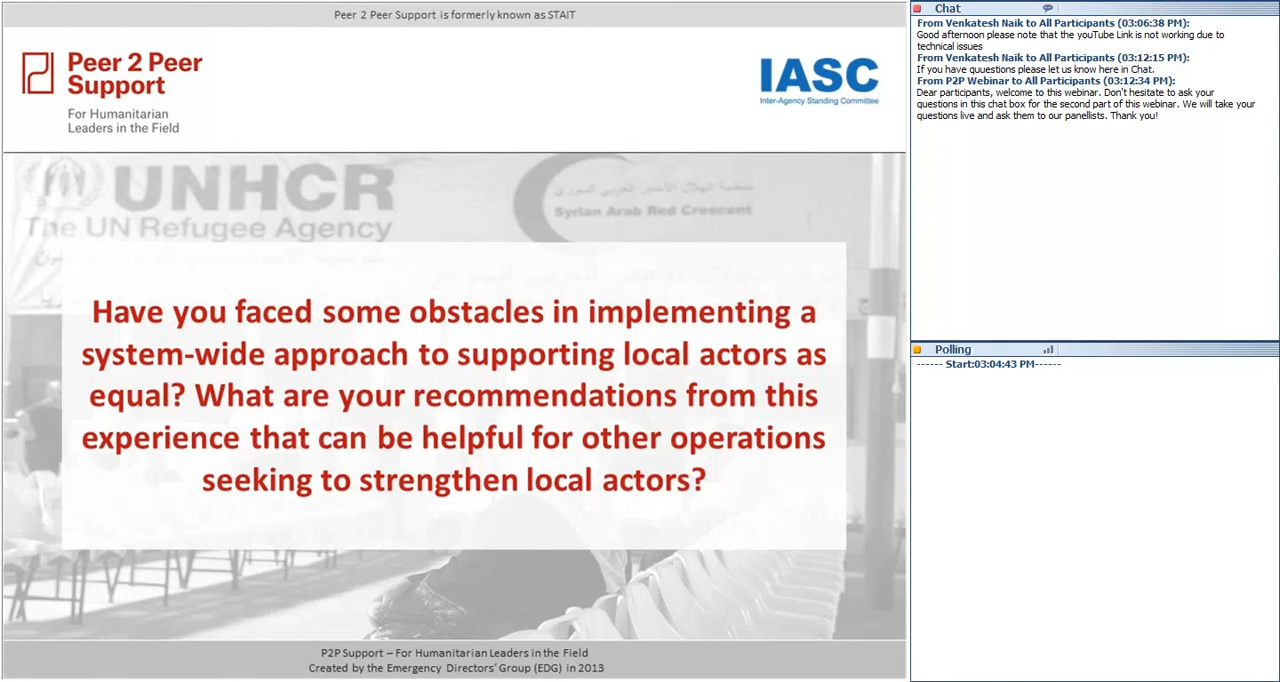 Peer 2 Peer Support is formerly known as STAIT
Peer 2 Peer
Support
For Humanitarian
Leaders in the Field
IASC
Inter-Agency Standing Committee
UNHCR
The UN Refugee Agency
منظمة الهلال الأحمر العربي السوري
Syrian Arab Red Crescent
Have you faced some obstacles in implementing a
system-wide approach to supporting local actors as
equal? What are your recommendations from this
experience that can be helpful for other operations
seeking to strengthen local actors?
P2P Support – For Humanitarian Leaders in the Field
Created by the Emergency Directors' Group (EDG) in 2013
Chat
From Venkatesh Naik to All Participants (03:06:38 PM):
Good afternoon please note that the youTube Link is not working due to
technical issues
From Venkatesh Naik to All Participants (03:12:15 PM):
If you have quuestions please let us know here in Chat.
From P2P Webinar to All Participants (03:12:34 PM):
Dear participants, welcome to this webinar. Don't hesitate to ask your
questions in this chat box for the second part of this webinar. We will take your
questions live and ask them to our panellists. Thank you!
Polling
------ Start:03:04:43 PM------